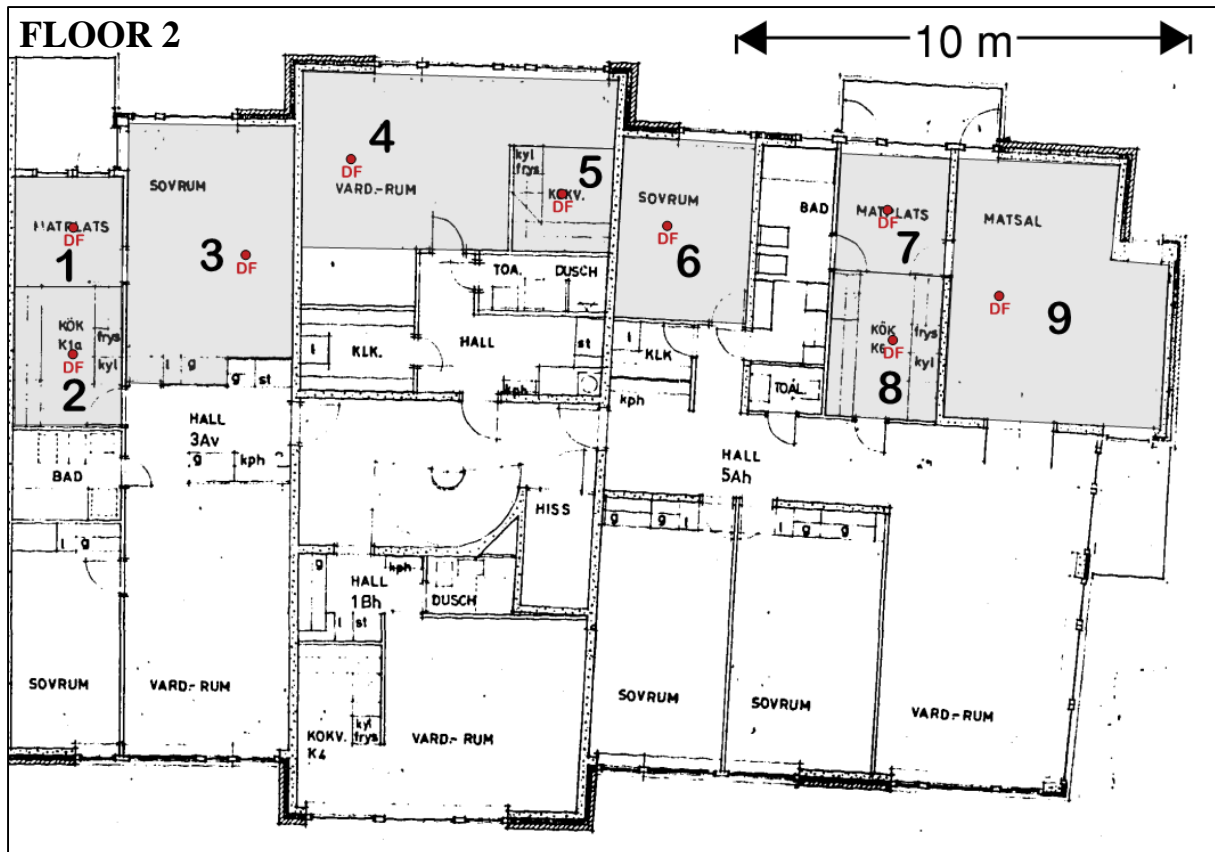 FLOOR 2
10 m
4
5
kyl
frys
KOKV.
DF
DF
VARD.-RUM
SOVRUM
3
DF
MATPLATS
DF
1
KÖK
K1a
frys
kyl
DF
2
SOVRUM
DF
6
BAD
MATPLATS
DF
7
MATSAL
DF
9
KÖK
frys
kyl
DF
8
TOA.
DUSCH
HALL
st
KLK.
l
kph
l
g
g
st
HALL
3Av
g
kph
BAD
l
g
l
KLK
kph
TOAL
HALL
5Ah
HISS
g
g
l
l
g
g
g
kph
HALL
1Bh
l
st
DUSCH
SOVRUM
VARD.-RUM
KOKV.
K4
kyl
frys
VARD.-RUM
SOVRUM
SOVRUM
VARD.-RUM